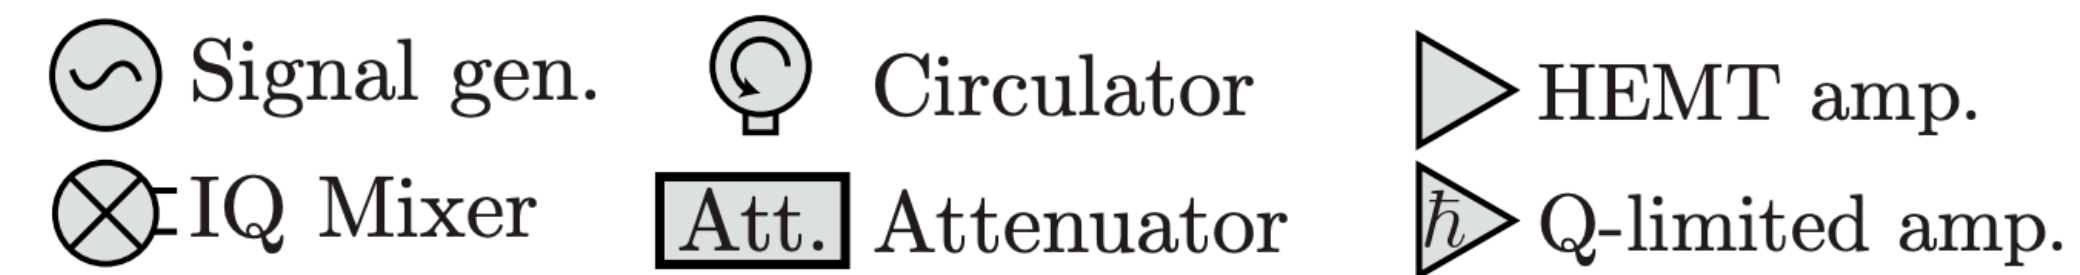 Signal gen. Circulator HEMT amp.
IQ Mixer Att. Attenuator ħ Q-limited amp.